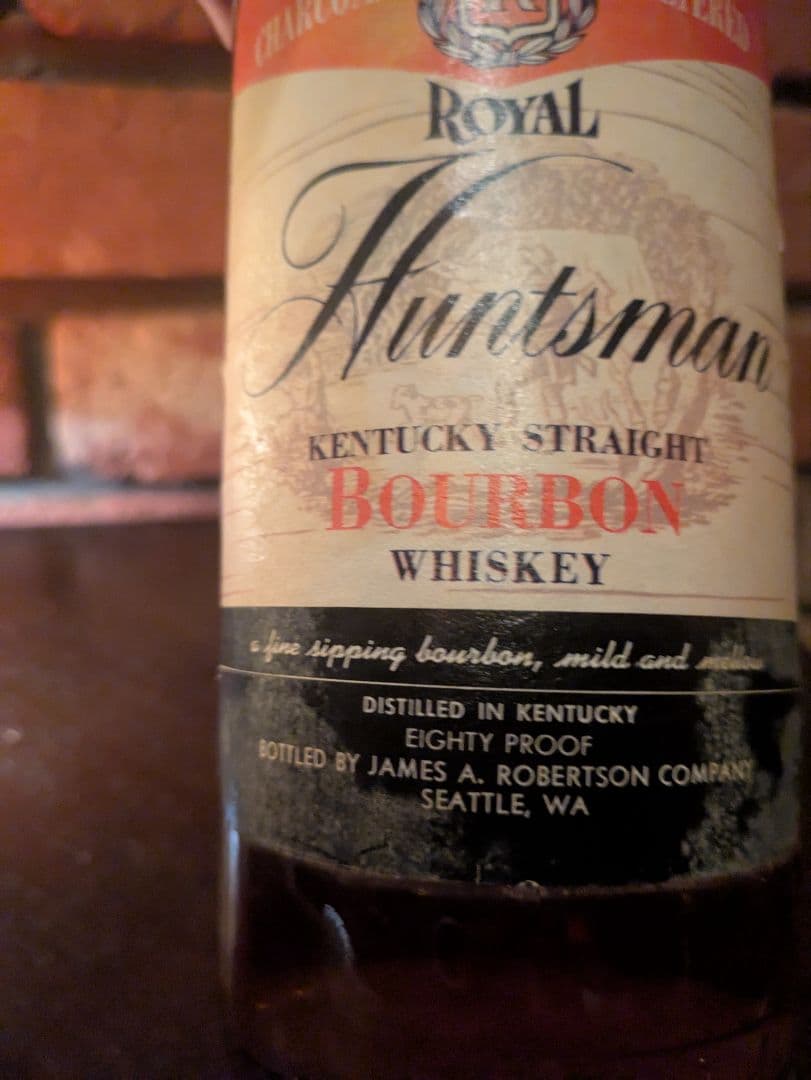 ROYAL
Huntsman
KENTUCKY STRAIGHT
BOURBON
WHISKEY
a fine sipping bourbon, mild and mellow
DISTILLED IN KENTUCKY
EIGHTY PROOF
BOTTLED BY JAMES A. ROBERTSON COMPANY
SEATTLE, WA